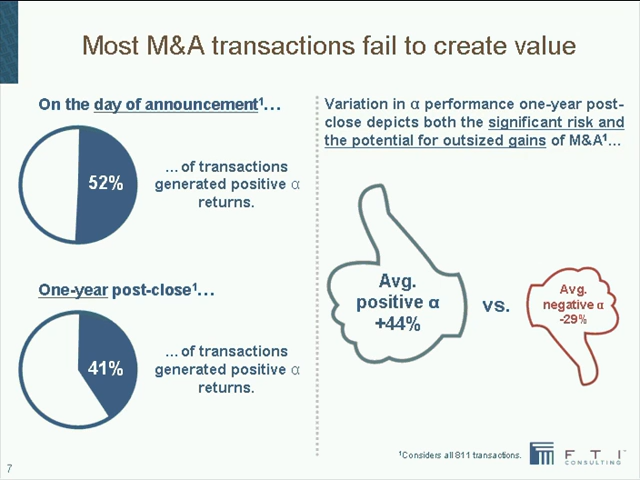 Most M&A transactions fail to create value
On the day of announcement¹…
52%
… of transactions
generated positive α
returns.
One-year post-close¹…
41%
… of transactions
generated positive α
returns.
Variation in α performance one-year post-
close depicts both the significant risk and
the potential for outsized gains of M&A¹…
Avg.
positive α
+44%
vs.
Avg.
negative α
-29%
¹Considers all 811 transactions.
F T I™
CONSULTING
7